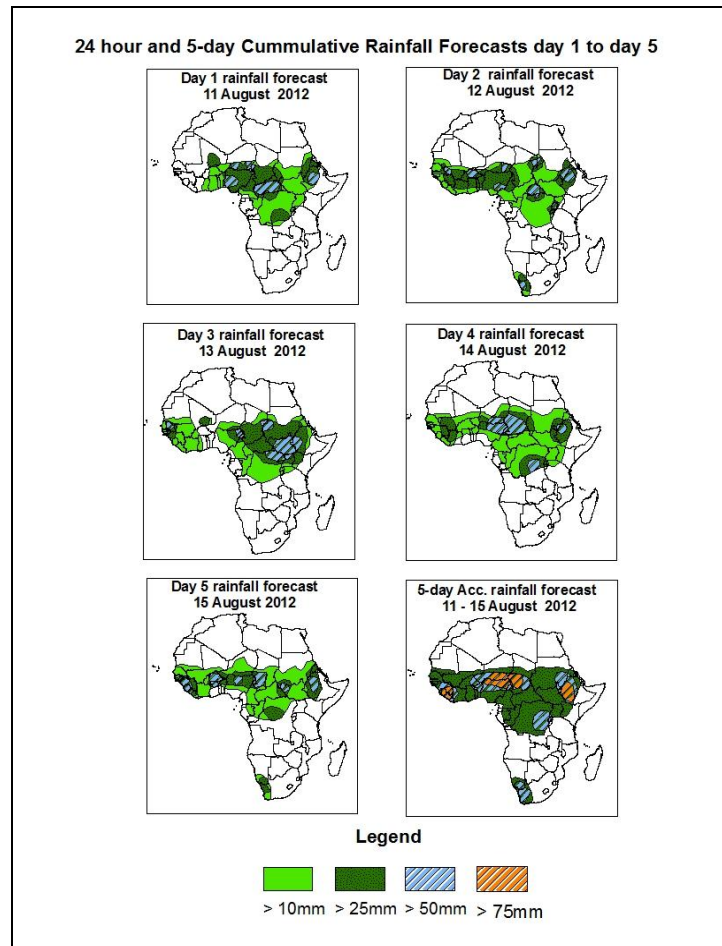 24 hour and 5-day Cummulative Rainfall Forecasts day 1 to day 5
Day 1 rainfall forecast
11 August 2012
Day 2 rainfall forecast
12 August 2012
Day 3 rainfall forecast
13 August 2012
Day 4 rainfall forecast
14 August 2012
Day 5 rainfall forecast
15 August 2012
5-day Acc. rainfall forecast
11 - 15 August 2012
Legend
> 10mm > 25mm > 50mm > 75mm